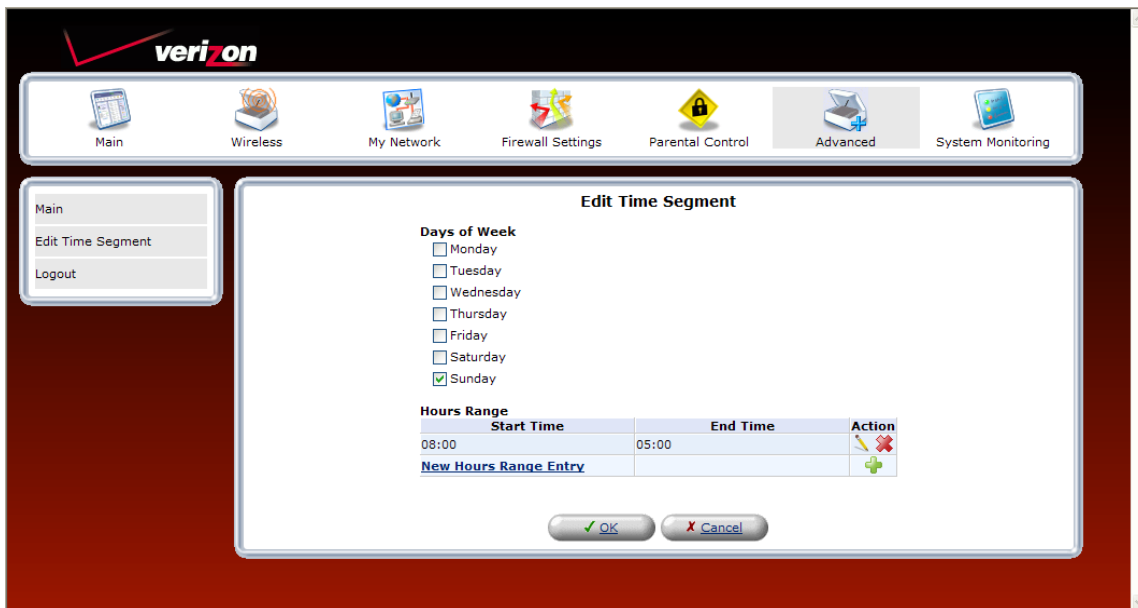 verizon
Main Wireless My Network Firewall Settings Parental Control Advanced System Monitoring
Main
Edit Time Segment
Logout
Edit Time Segment
Days of Week
Monday
Tuesday
Wednesday
Thursday
Friday
Saturday
Sunday
Hours Range
Start Time End Time Action
08:00 05:00
New Hours Range Entry
OK Cancel